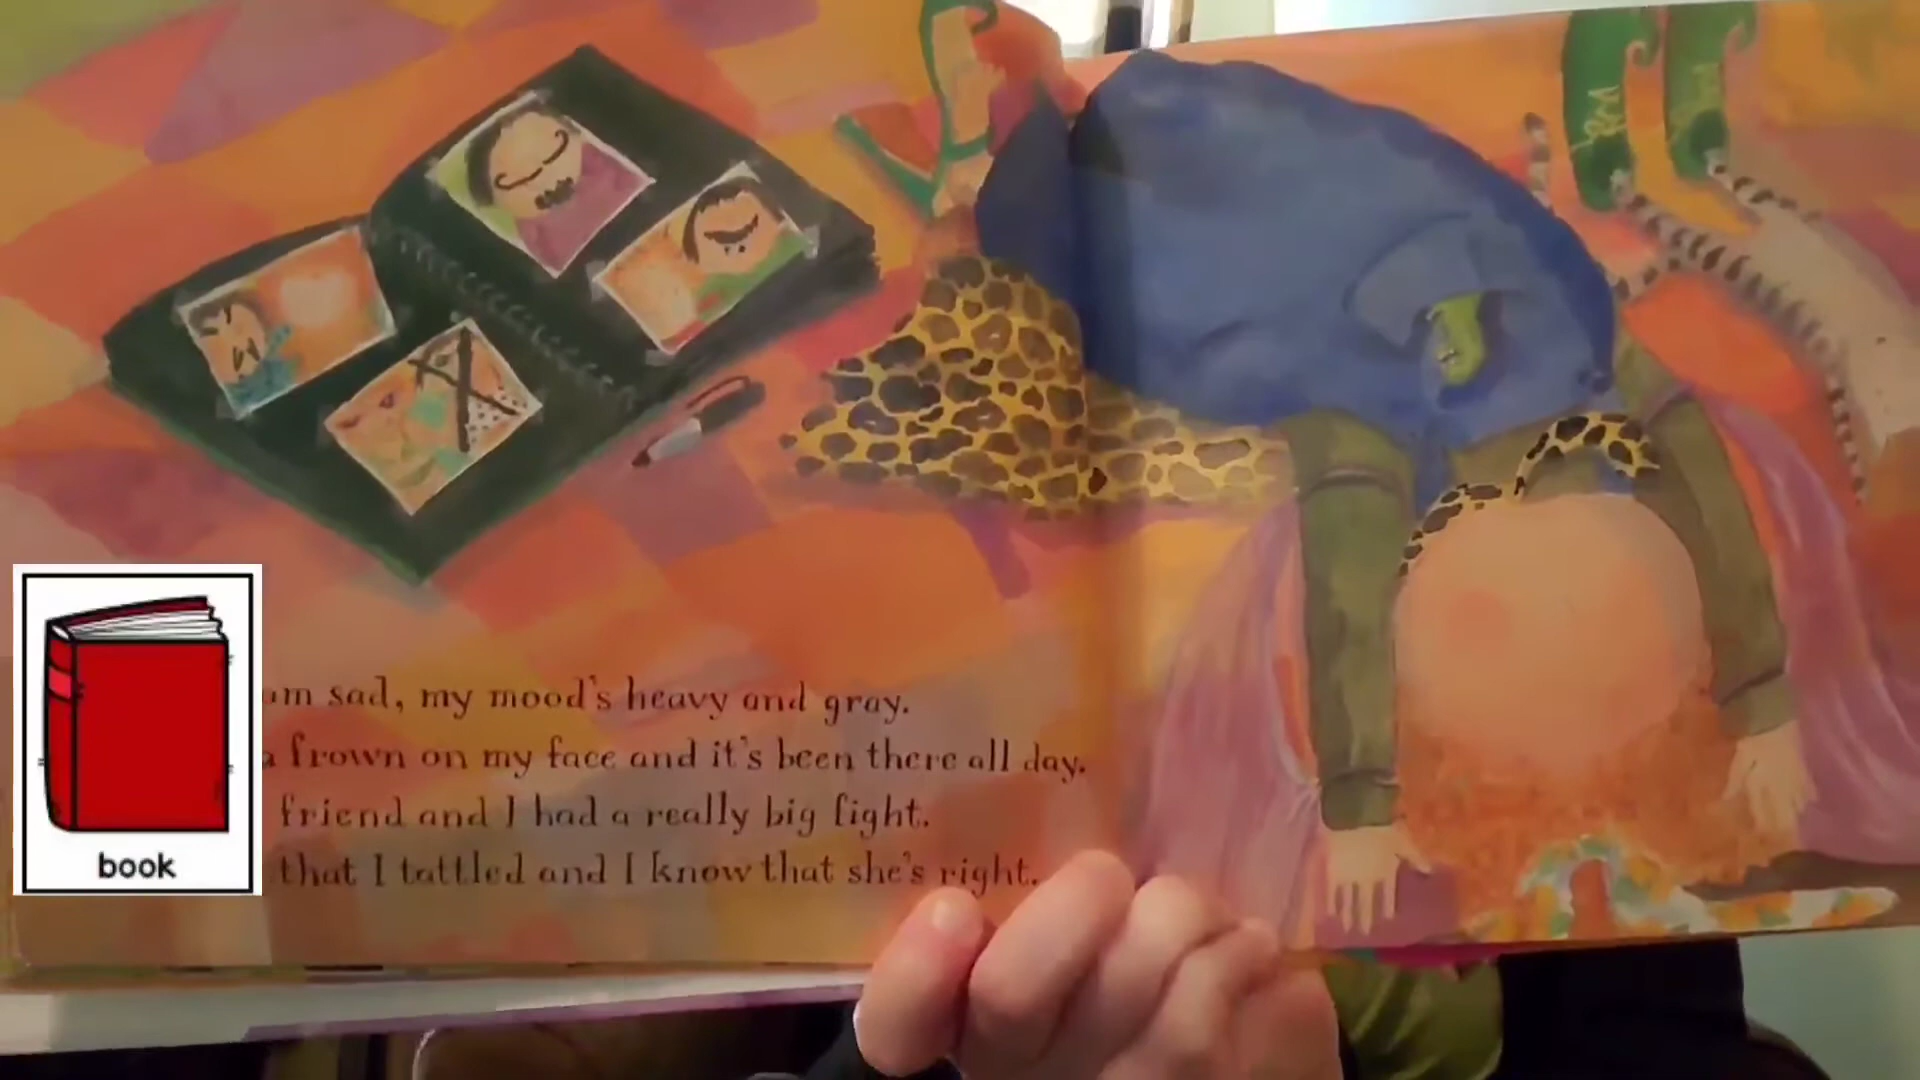 am sad, my mood's heavy and gray.
a frown on my face and it's been there all day.
friend and I had a really big fight.
that I tattled and I know that she's right.
book